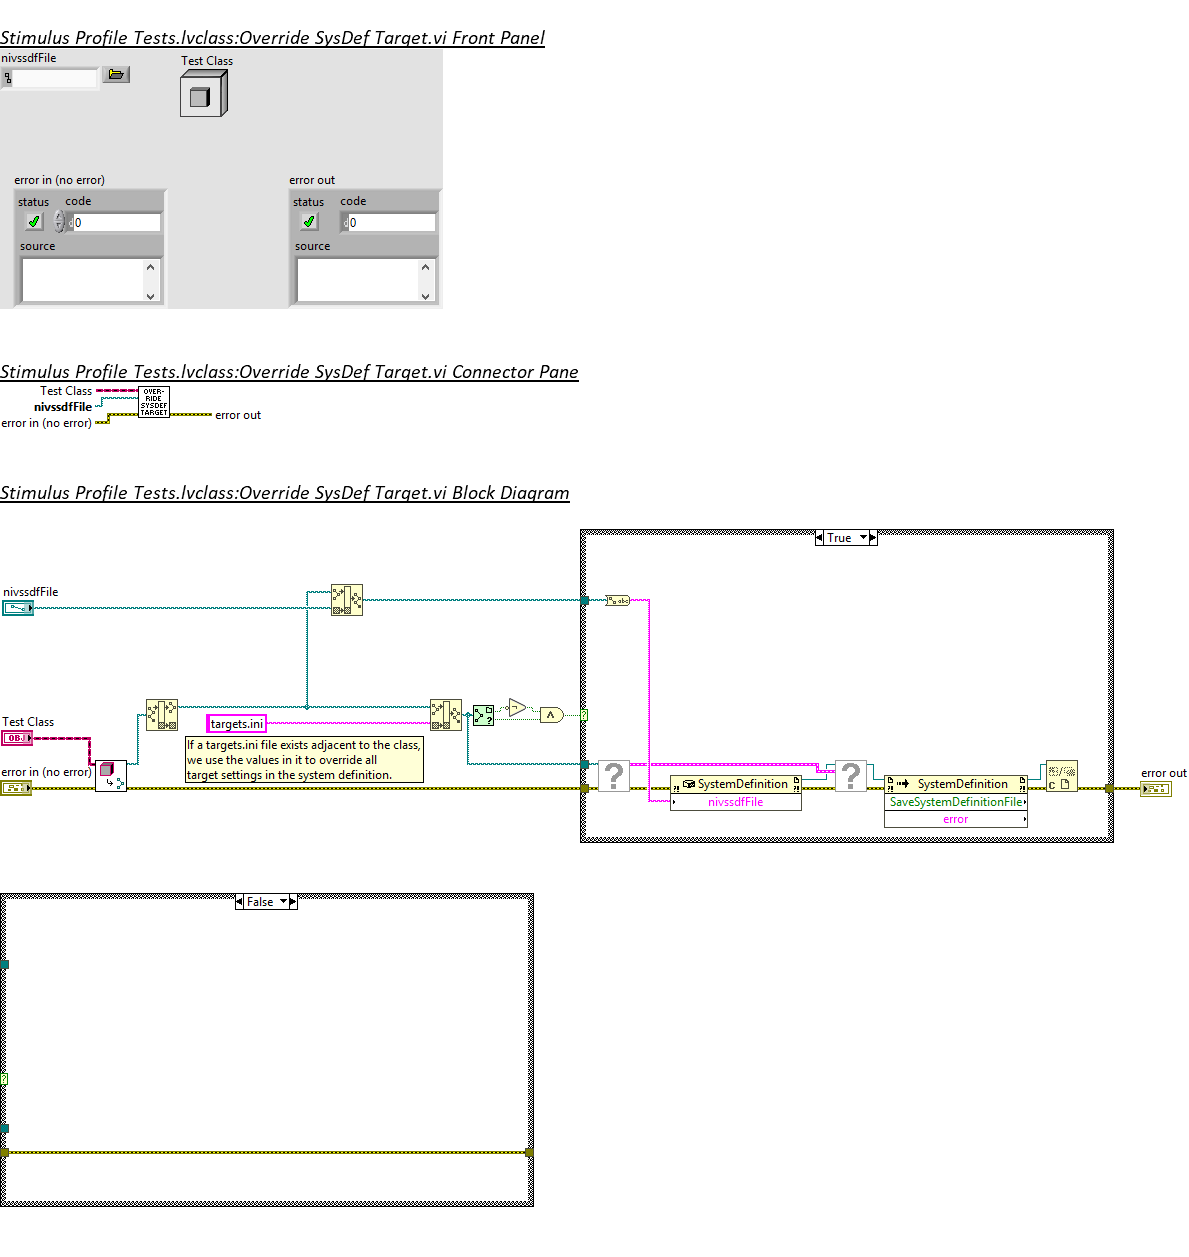 Stimulus Profile Tests.lvclass:Override SysDef Target.vi Front Panel
nivssdfFile
Test Class
error in (no error)
error out
status code
0
source
status code
0
source
Stimulus Profile Tests.lvclass:Override SysDef Target.vi Connector Pane
Test Class
nivssdfFile
error in (no error)
OVER-
RIDE
SYSDEF
TARGET
error out
Stimulus Profile Tests.lvclass:Override SysDef Target.vi Block Diagram
True
nivssdfFile
abc
Test Class
OBJ
targets.ini
If a targets.ini file exists adjacent to the class,
we use the values in it to override all
target settings in the system definition.
error in (no error)
?
?
?
?
SystemDefinition
nivssdfFile
SystemDefinition
SaveSystemDefinitionFile
error
C
error out
False
?